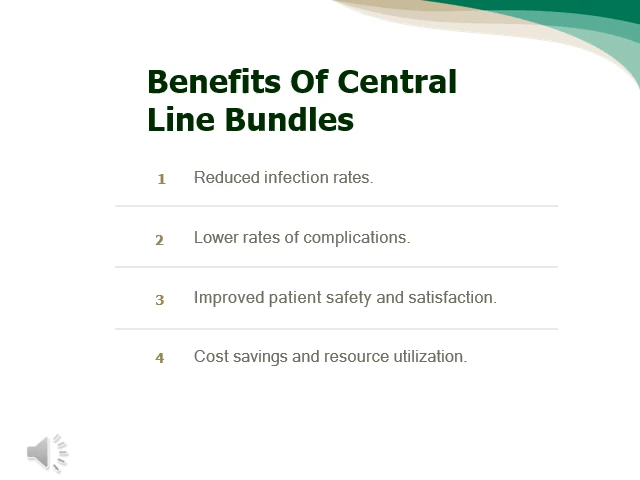 Benefits Of Central
Line Bundles
1 Reduced infection rates.
2 Lower rates of complications.
3 Improved patient safety and satisfaction.
4 Cost savings and resource utilization.